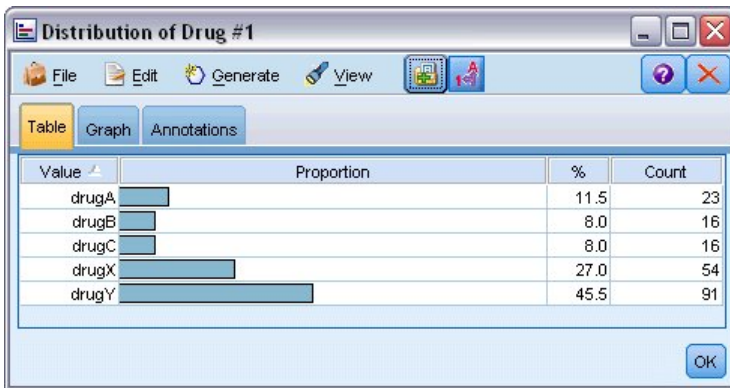 Distribution of Drug #1
File Edit Generate View
Table Graph Annotations
Value Proportion % Count
drugA 11.5 23
drugB 8.0 16
drugC 8.0 16
drugX 27.0 54
drugY 45.5 91
OK